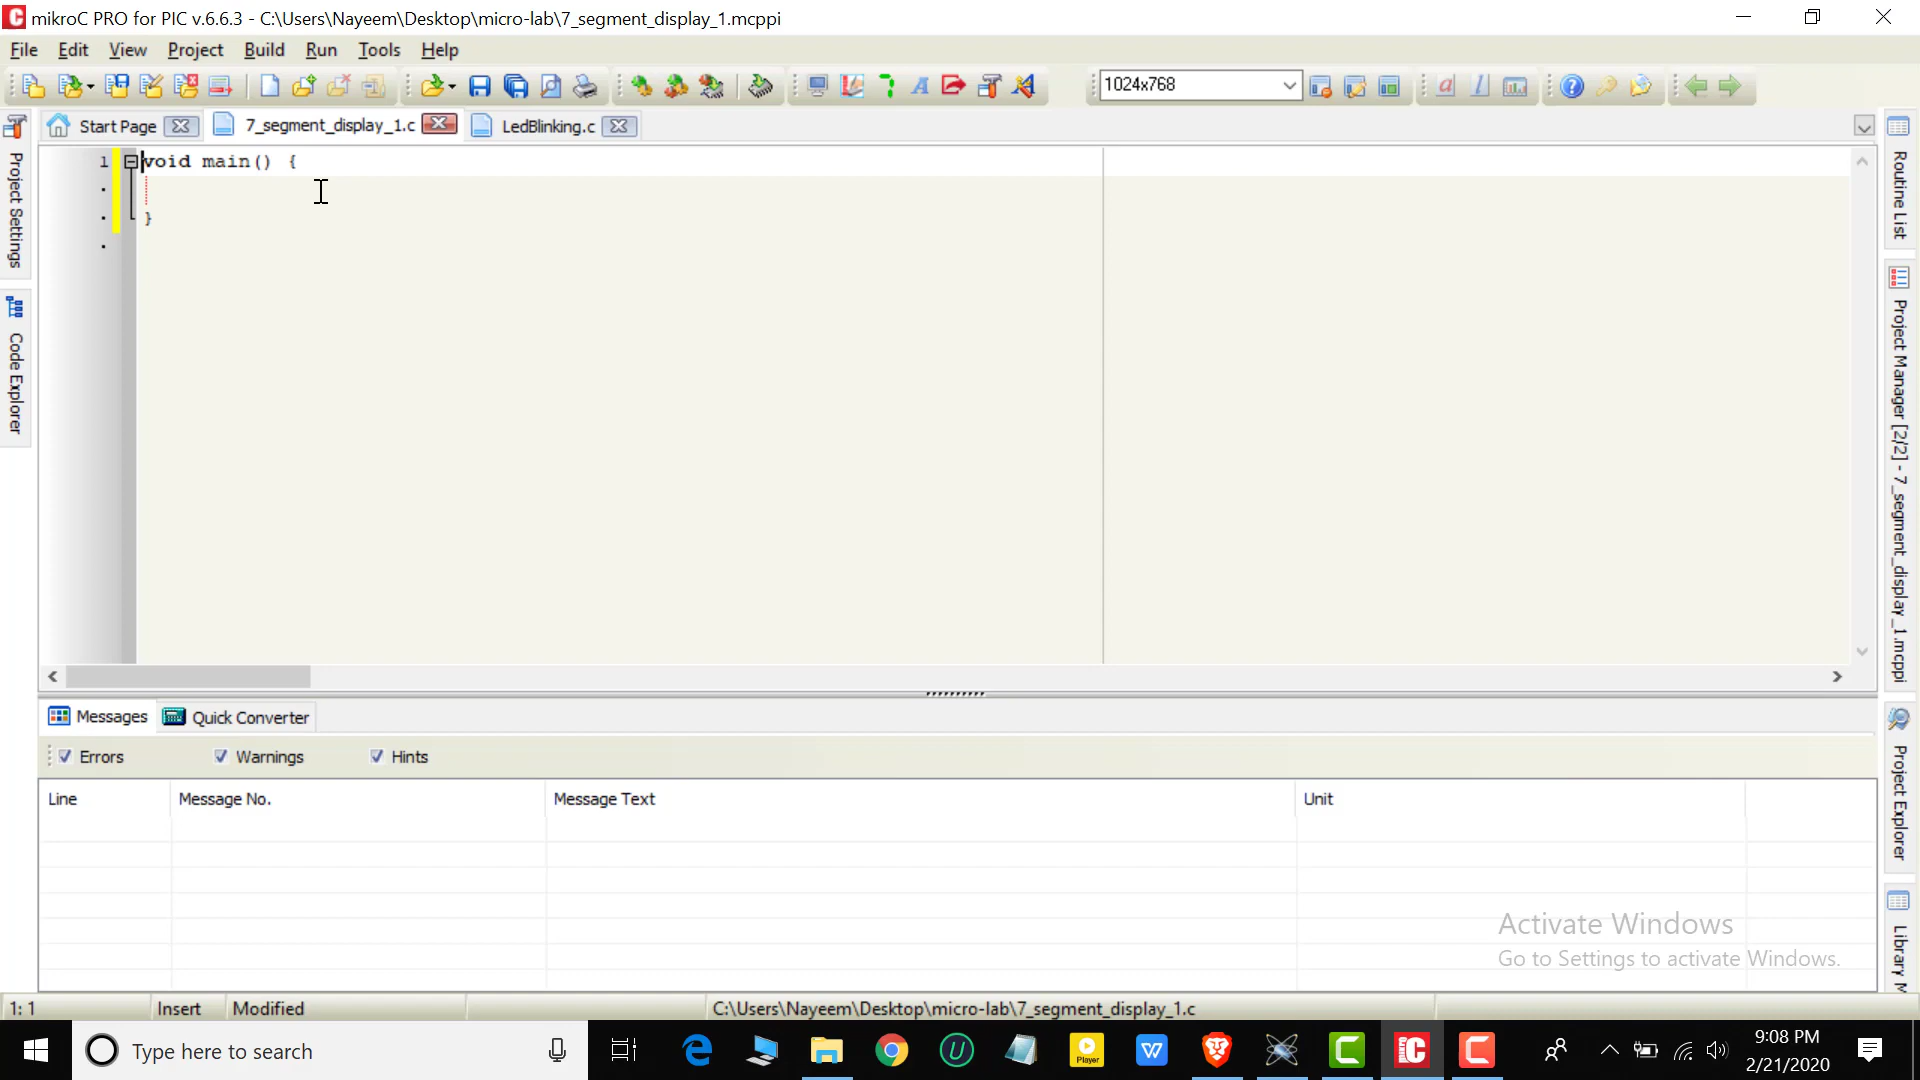 mikroC PRO for PIC v.6.6.3 - C:\Users\Nayeem\Desktop\micro-lab\7_segment_display_1.mcppi
File Edit View Project Build Run Tools Help
1024x768
Start Page 7_segment_display_1.c LedBlinking.c
1 void main() {
}
Project Settings
Code Explorer
Routine List
Project Manager [2/2] - 7_segment_display_1.mcppi
Project Explorer
Library M
Messages Quick Converter
Errors Warnings Hints
Line Message No. Message Text Unit
Activate Windows
Go to Settings to activate Windows.
1: 1 Insert Modified C:\Users\Nayeem\Desktop\micro-lab\7_segment_display_1.c
Type here to search
Player
9:08 PM
2/21/2020